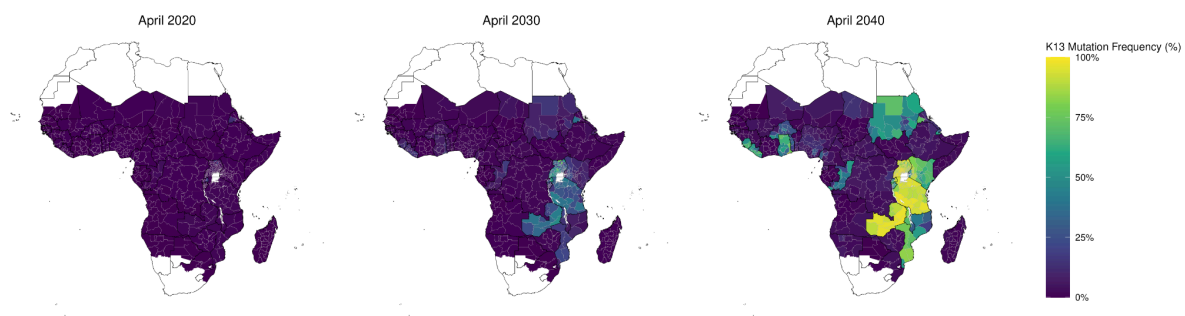 April 2020
April 2030
April 2040
K13 Mutation Frequency (%)
100%
75%
50%
25%
0%